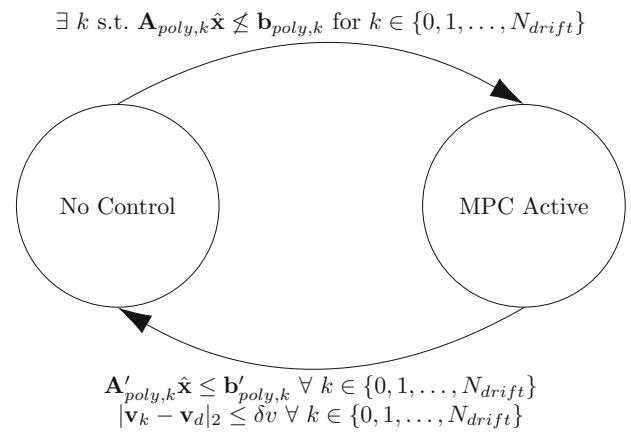 ∃ k s.t. A_{poly,k} x̂ ≰ b_{poly,k} for k ∈ {0, 1, . . . , N_{drift}}
No Control
MPC Active
A′_{poly,k} x̂ ≤ b′_{poly,k} ∀ k ∈ {0, 1, . . . , N_{drift}}
|v_k − v_d|_2 ≤ δv ∀ k ∈ {0, 1, . . . , N_{drift}}